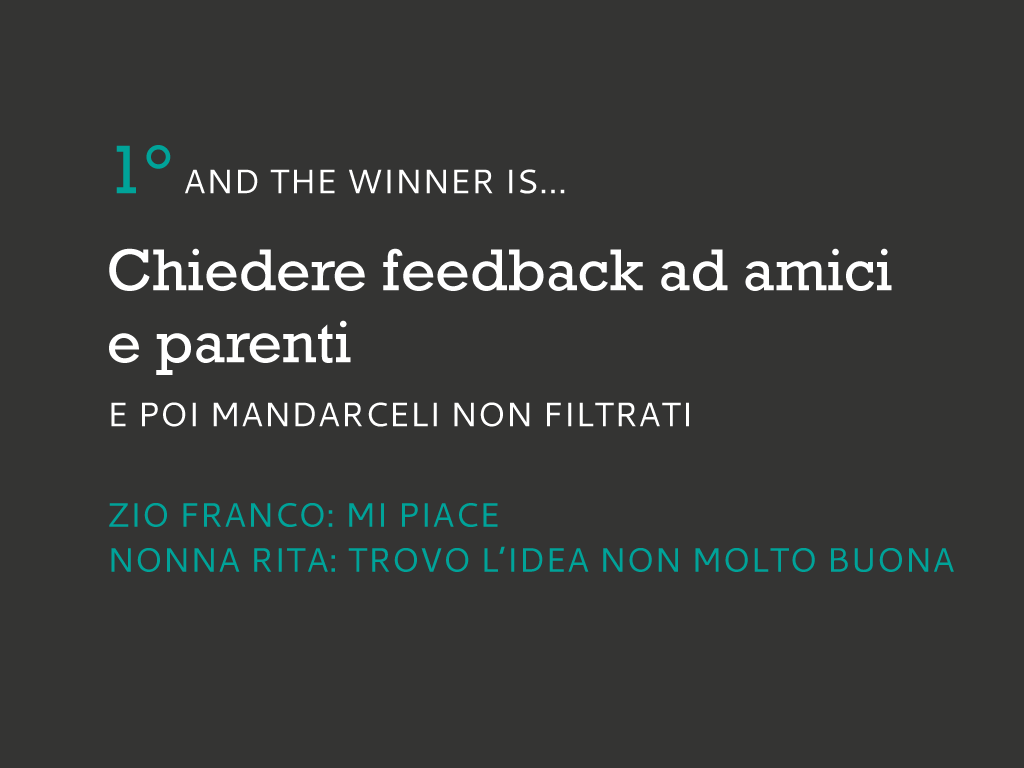 1° AND THE WINNER IS...
Chiedere feedback ad amici
e parenti
E POI MANDARCELI NON FILTRATI
ZIO FRANCO: MI PIACE
NONNA RITA: TROVO L’IDEA NON MOLTO BUONA